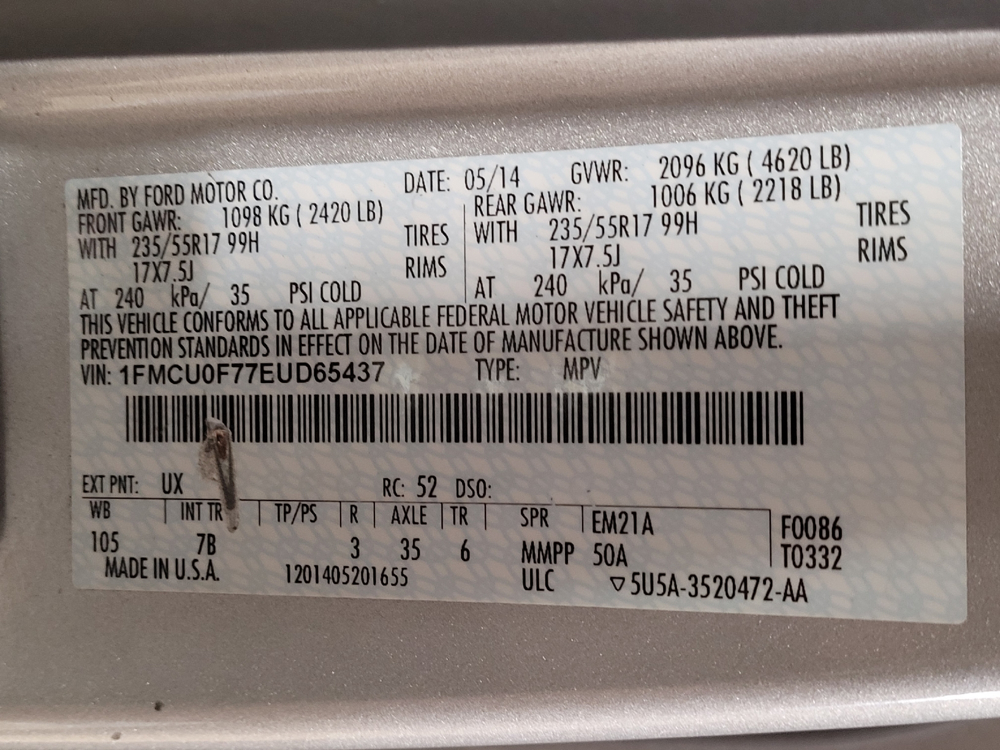 MFD. BY FORD MOTOR CO. DATE: 05/14 GVWR: 2096 KG ( 4620 LB)
FRONT GAWR: 1098 KG ( 2420 LB) REAR GAWR: 1006 KG ( 2218 LB)
WITH 235/55R17 99H TIRES WITH 235/55R17 99H TIRES
17X7.5J RIMS 17X7.5J RIMS
AT 240 kPa/ 35 PSI COLD AT 240 kPa/ 35 PSI COLD
THIS VEHICLE CONFORMS TO ALL APPLICABLE FEDERAL MOTOR VEHICLE SAFETY AND THEFT
PREVENTION STANDARDS IN EFFECT ON THE DATE OF MANUFACTURE SHOWN ABOVE.
VIN: 1FMCU0F77EUD65437 TYPE: MPV
EXT PNT: UX RC: 52 DSO:
WB INT TR TP/PS R AXLE TR SPR EM21A F0086
105 7B 3 35 6 MMPP 50A T0332
MADE IN U.S.A. 1201405201655 ULC ▽5U5A-3520472-AA